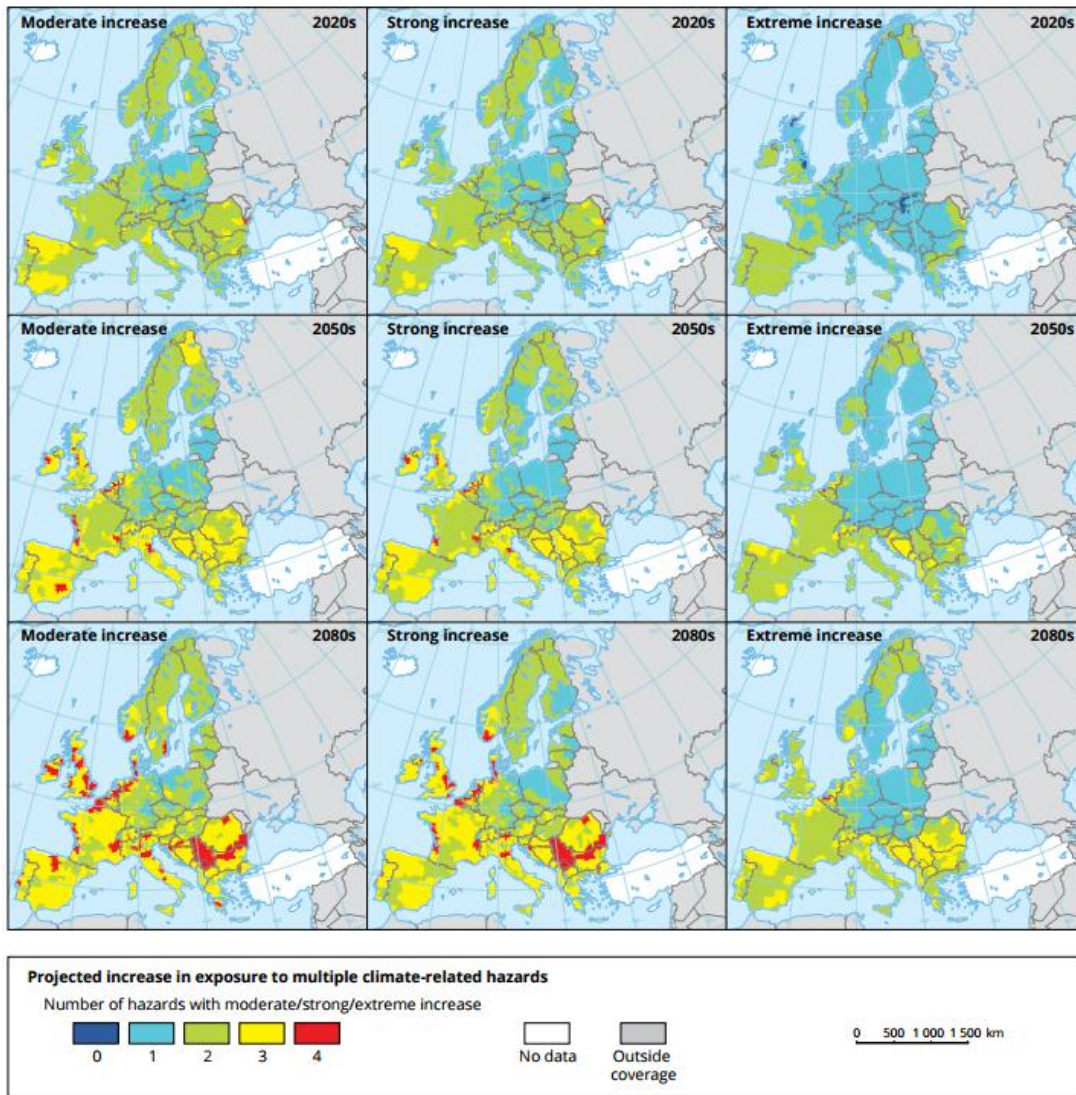 Moderate increase 2020s
Strong increase 2020s
Extreme increase 2020s
Moderate increase 2050s
Strong increase 2050s
Extreme increase 2050s
Moderate increase 2080s
Strong increase 2080s
Extreme increase 2080s
Projected increase in exposure to multiple climate-related hazards
Number of hazards with moderate/strong/extreme increase
0 1 2 3 4
No data
Outside
coverage
0 500 1 000 1 500 km